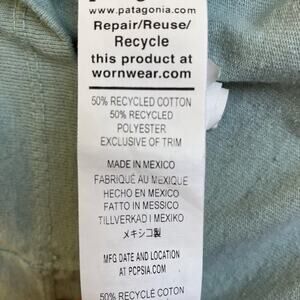 www.patagonia.com
Repair/Reuse/
Recycle
this product at
wornwear.com
50% RECYCLED COTTON
50% RECYCLED
POLYESTER
EXCLUSIVE OF TRIM
MADE IN MEXICO
FABRIQUÉ AU MEXIQUE
HECHO EN MÉXICO
FATTO IN MESSICO
TILLVERKAD I MEXIKO
メキシコ製
MFG DATE AND LOCATION
AT PCPSIA.COM
50% RECYCLÉ COTON